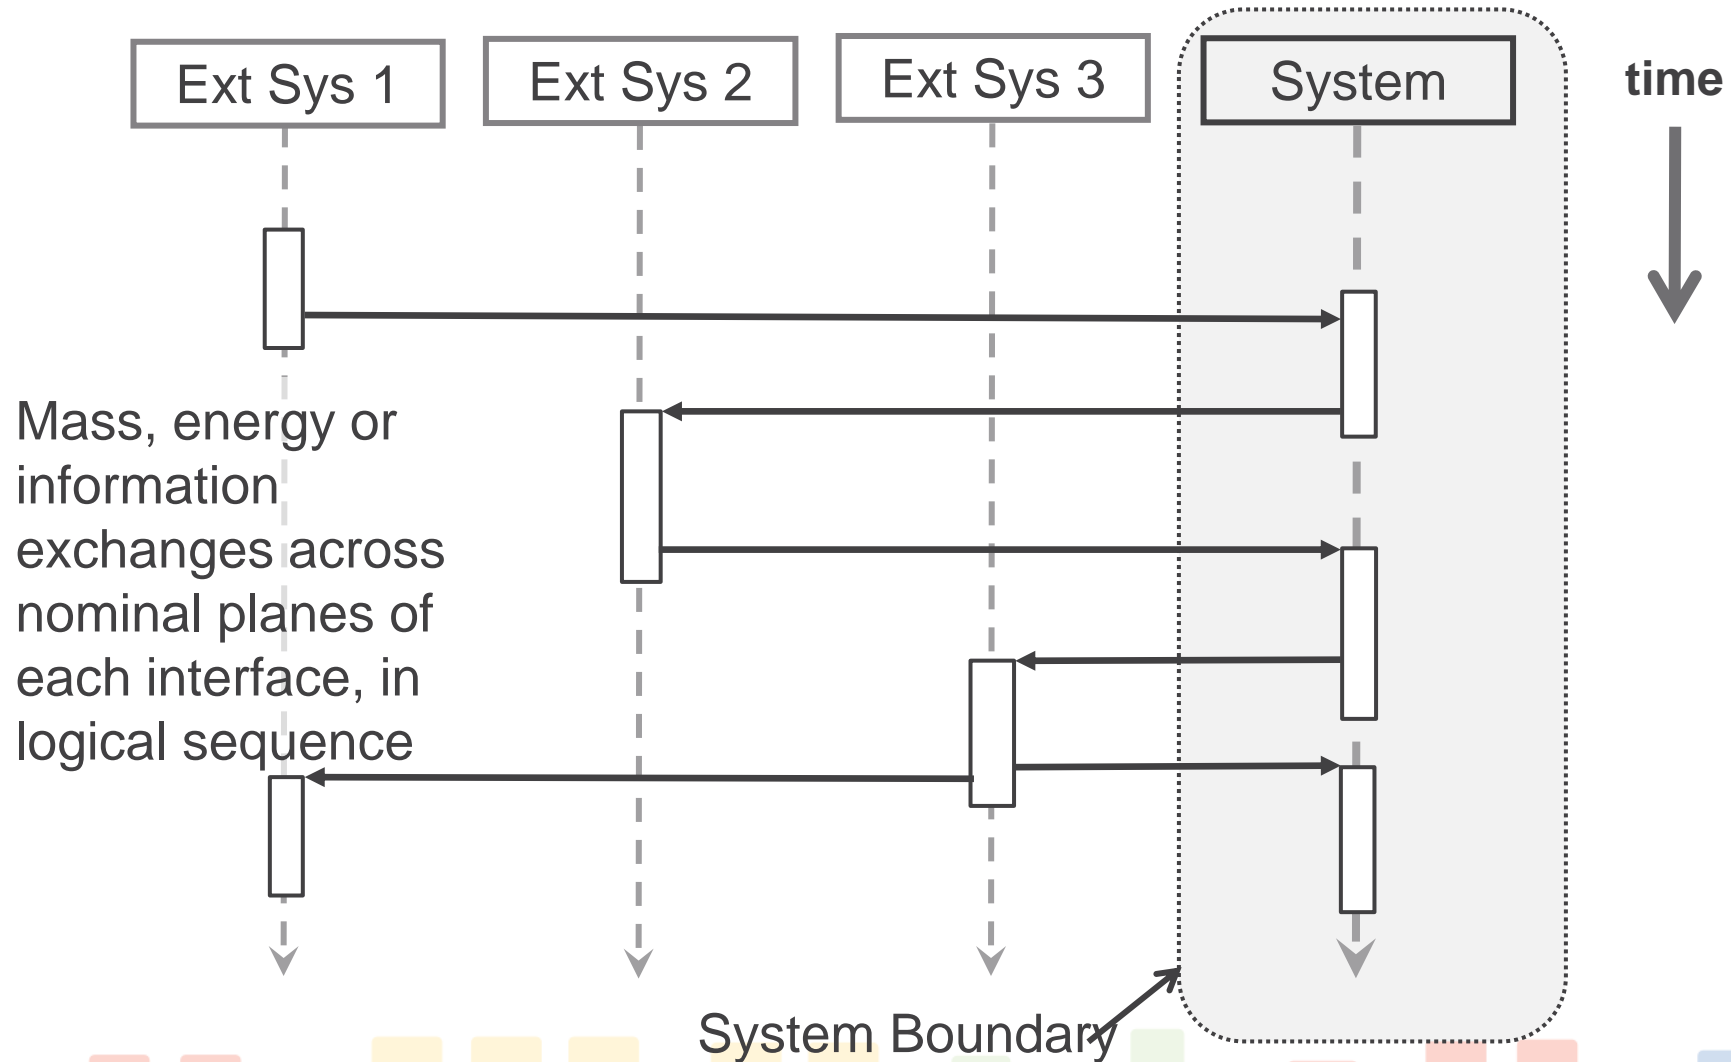 Ext Sys 1
Ext Sys 2
Ext Sys 3
System
time
Mass, energy or
information
exchanges across
nominal planes of
each interface, in
logical sequence
System Boundary